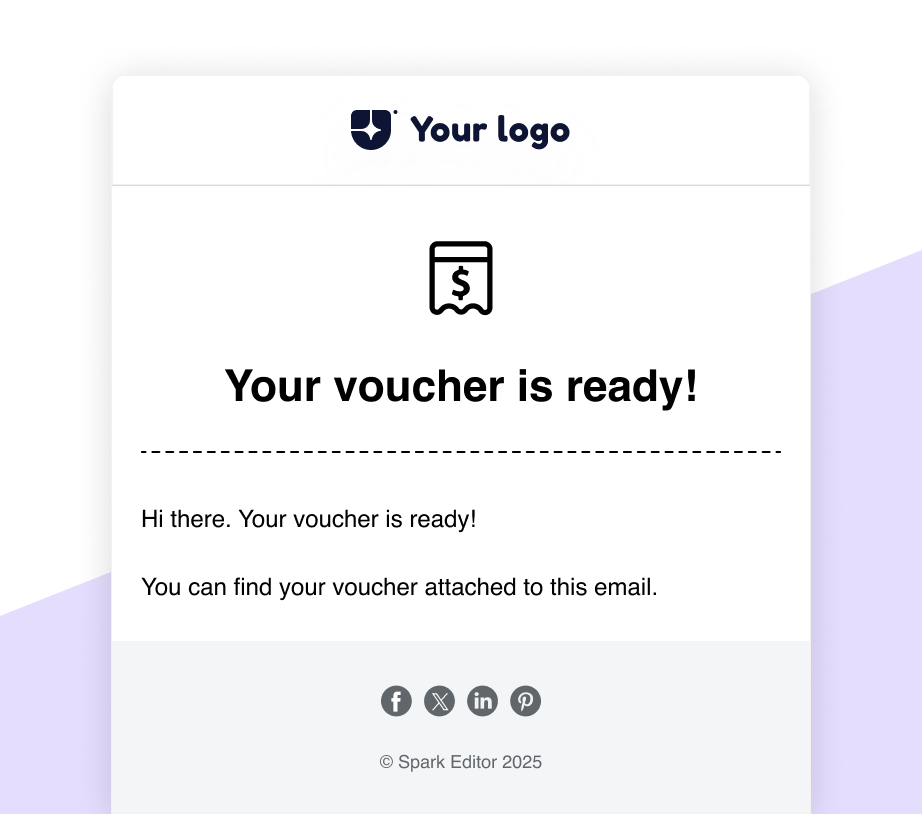 Your logo
$
Your voucher is ready!
Hi there. Your voucher is ready!
You can find your voucher attached to this email.
f X in P
© Spark Editor 2025